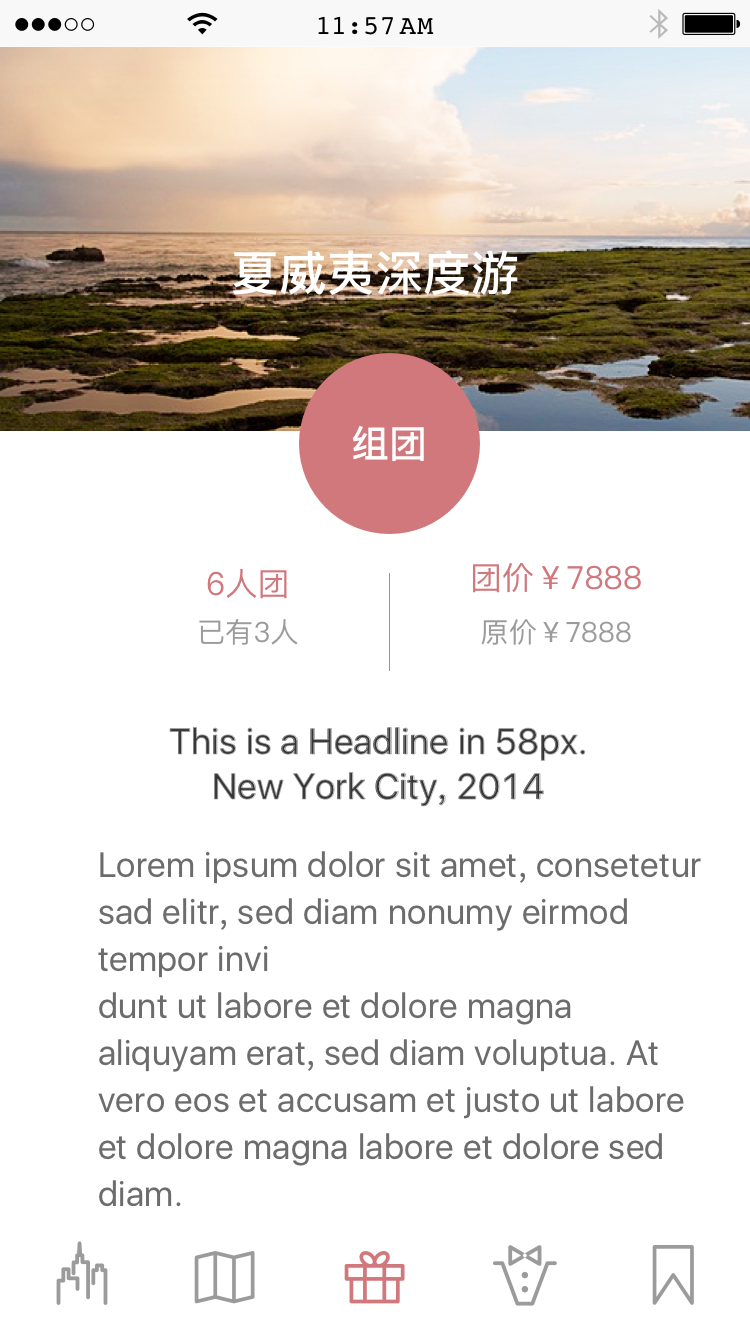 11:57AM
夏威夷深度游
组团
6人团
团价￥7888
已有3人
原价￥7888
This is a Headline in 58px.
New York City, 2014
Lorem ipsum dolor sit amet, consetetur
sad elitr, sed diam nonumy eirmod
tempor invi
dunt ut labore et dolore magna
aliquyam erat, sed diam voluptua. At
vero eos et accusam et justo ut labore
et dolore magna labore et dolore sed
diam.